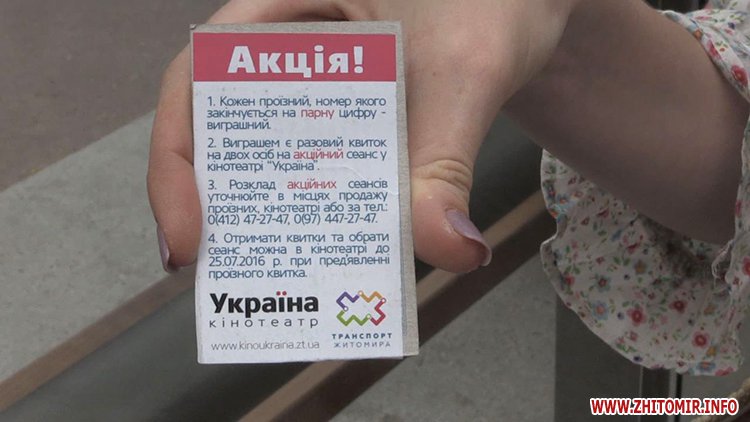 Акція!
1. Кожен проїзний, номер якого
закінчується на парну цифру -
виграшний.
2. Виграшем є разовий квиток
на двох осіб на акційний сеанс у
кінотеатрі "Україна".
3. Розклад акційних сеансів
уточнюйте в місцях продажу
проїзних, кінотеатрі або за тел.:
0(412) 47-27-47, 0(97) 447-27-47.
4. Отримати квитки та обрати
сеанс можна в кінотеатрі до
25.07.2016 р. при пред'явленні
проїзного квитка.
Україна
кінотеатр
www.kinoukraina.zt.ua
ТРАНСПОРТ
ЖИТОМИРА
WWW.ZHITOMIR.INFO